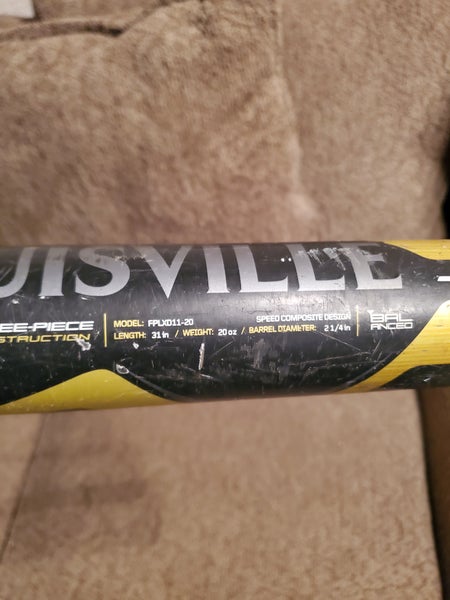 UISVILLE
EE-PIECE
STRUCTION
MODEL: FPLXD11-20
LENGTH: 31 in / WEIGHT: 20 oz / BARREL DIAMETER: 2 1/4 in
SPEED COMPOSITE DESIGN
BAL
ANCED